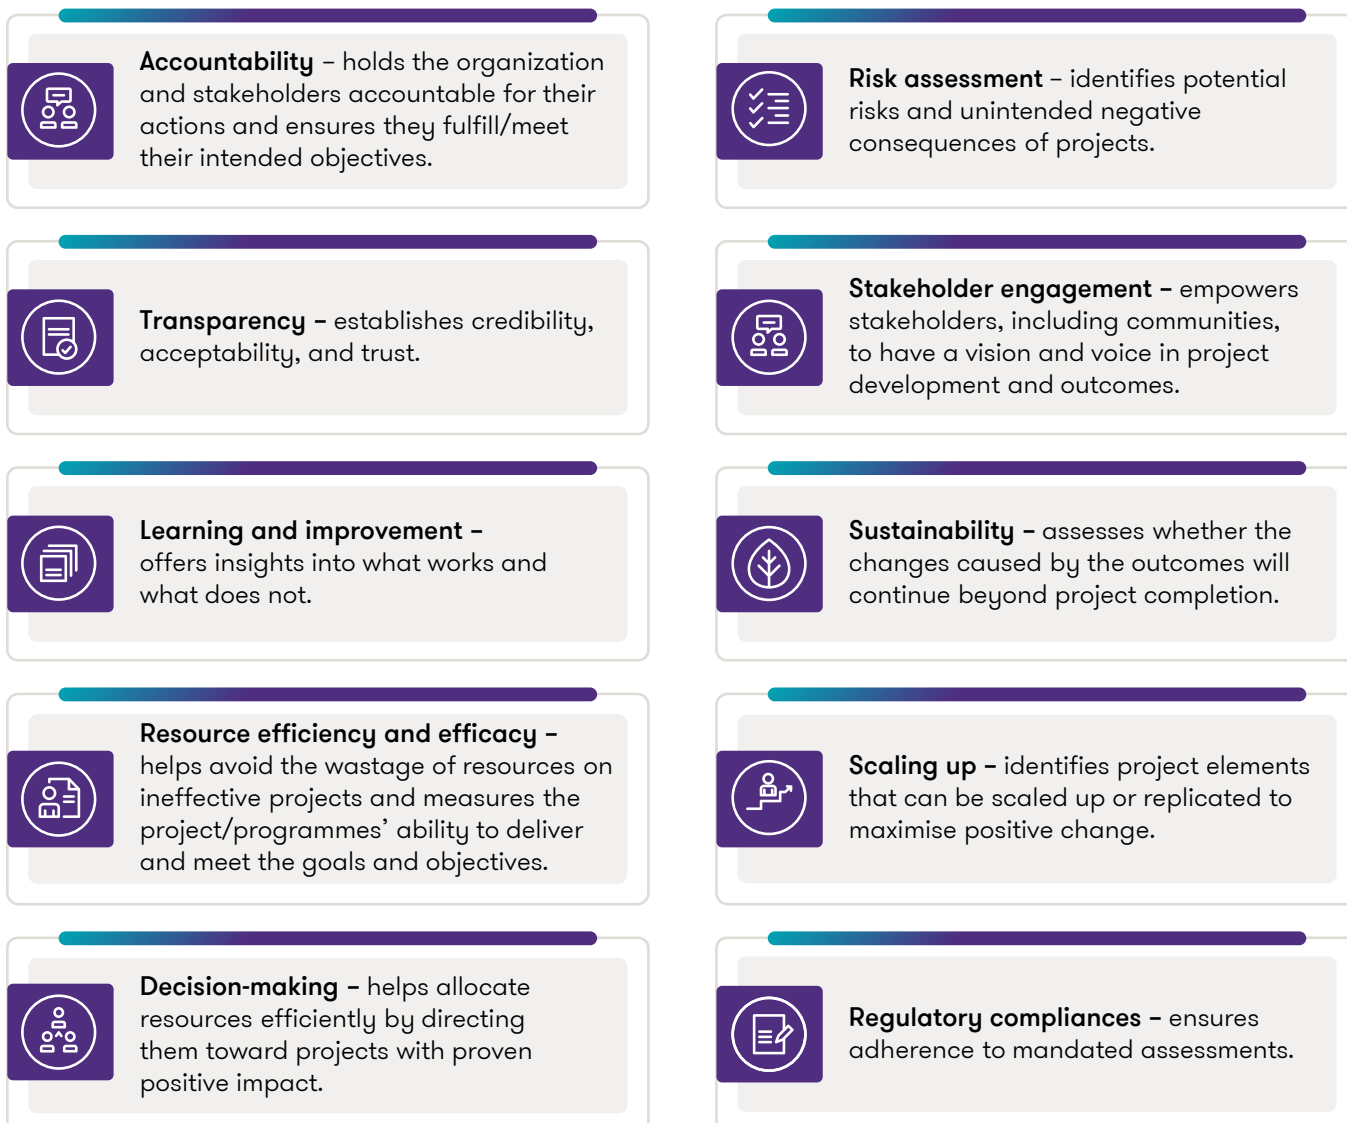 Accountability – holds the organization
and stakeholders accountable for their
actions and ensures they fulfill/meet
their intended objectives.
Risk assessment – identifies potential
risks and unintended negative
consequences of projects.
Transparency – establishes credibility,
acceptability, and trust.
Stakeholder engagement – empowers
stakeholders, including communities,
to have a vision and voice in project
development and outcomes.
Learning and improvement –
offers insights into what works and
what does not.
Sustainability – assesses whether the
changes caused by the outcomes will
continue beyond project completion.
Resource efficiency and efficacy –
helps avoid the wastage of resources on
ineffective projects and measures the
project/programmes’ ability to deliver
and meet the goals and objectives.
Scaling up – identifies project elements
that can be scaled up or replicated to
maximise positive change.
Decision-making – helps allocate
resources efficiently by directing
them toward projects with proven
positive impact.
Regulatory compliances – ensures
adherence to mandated assessments.